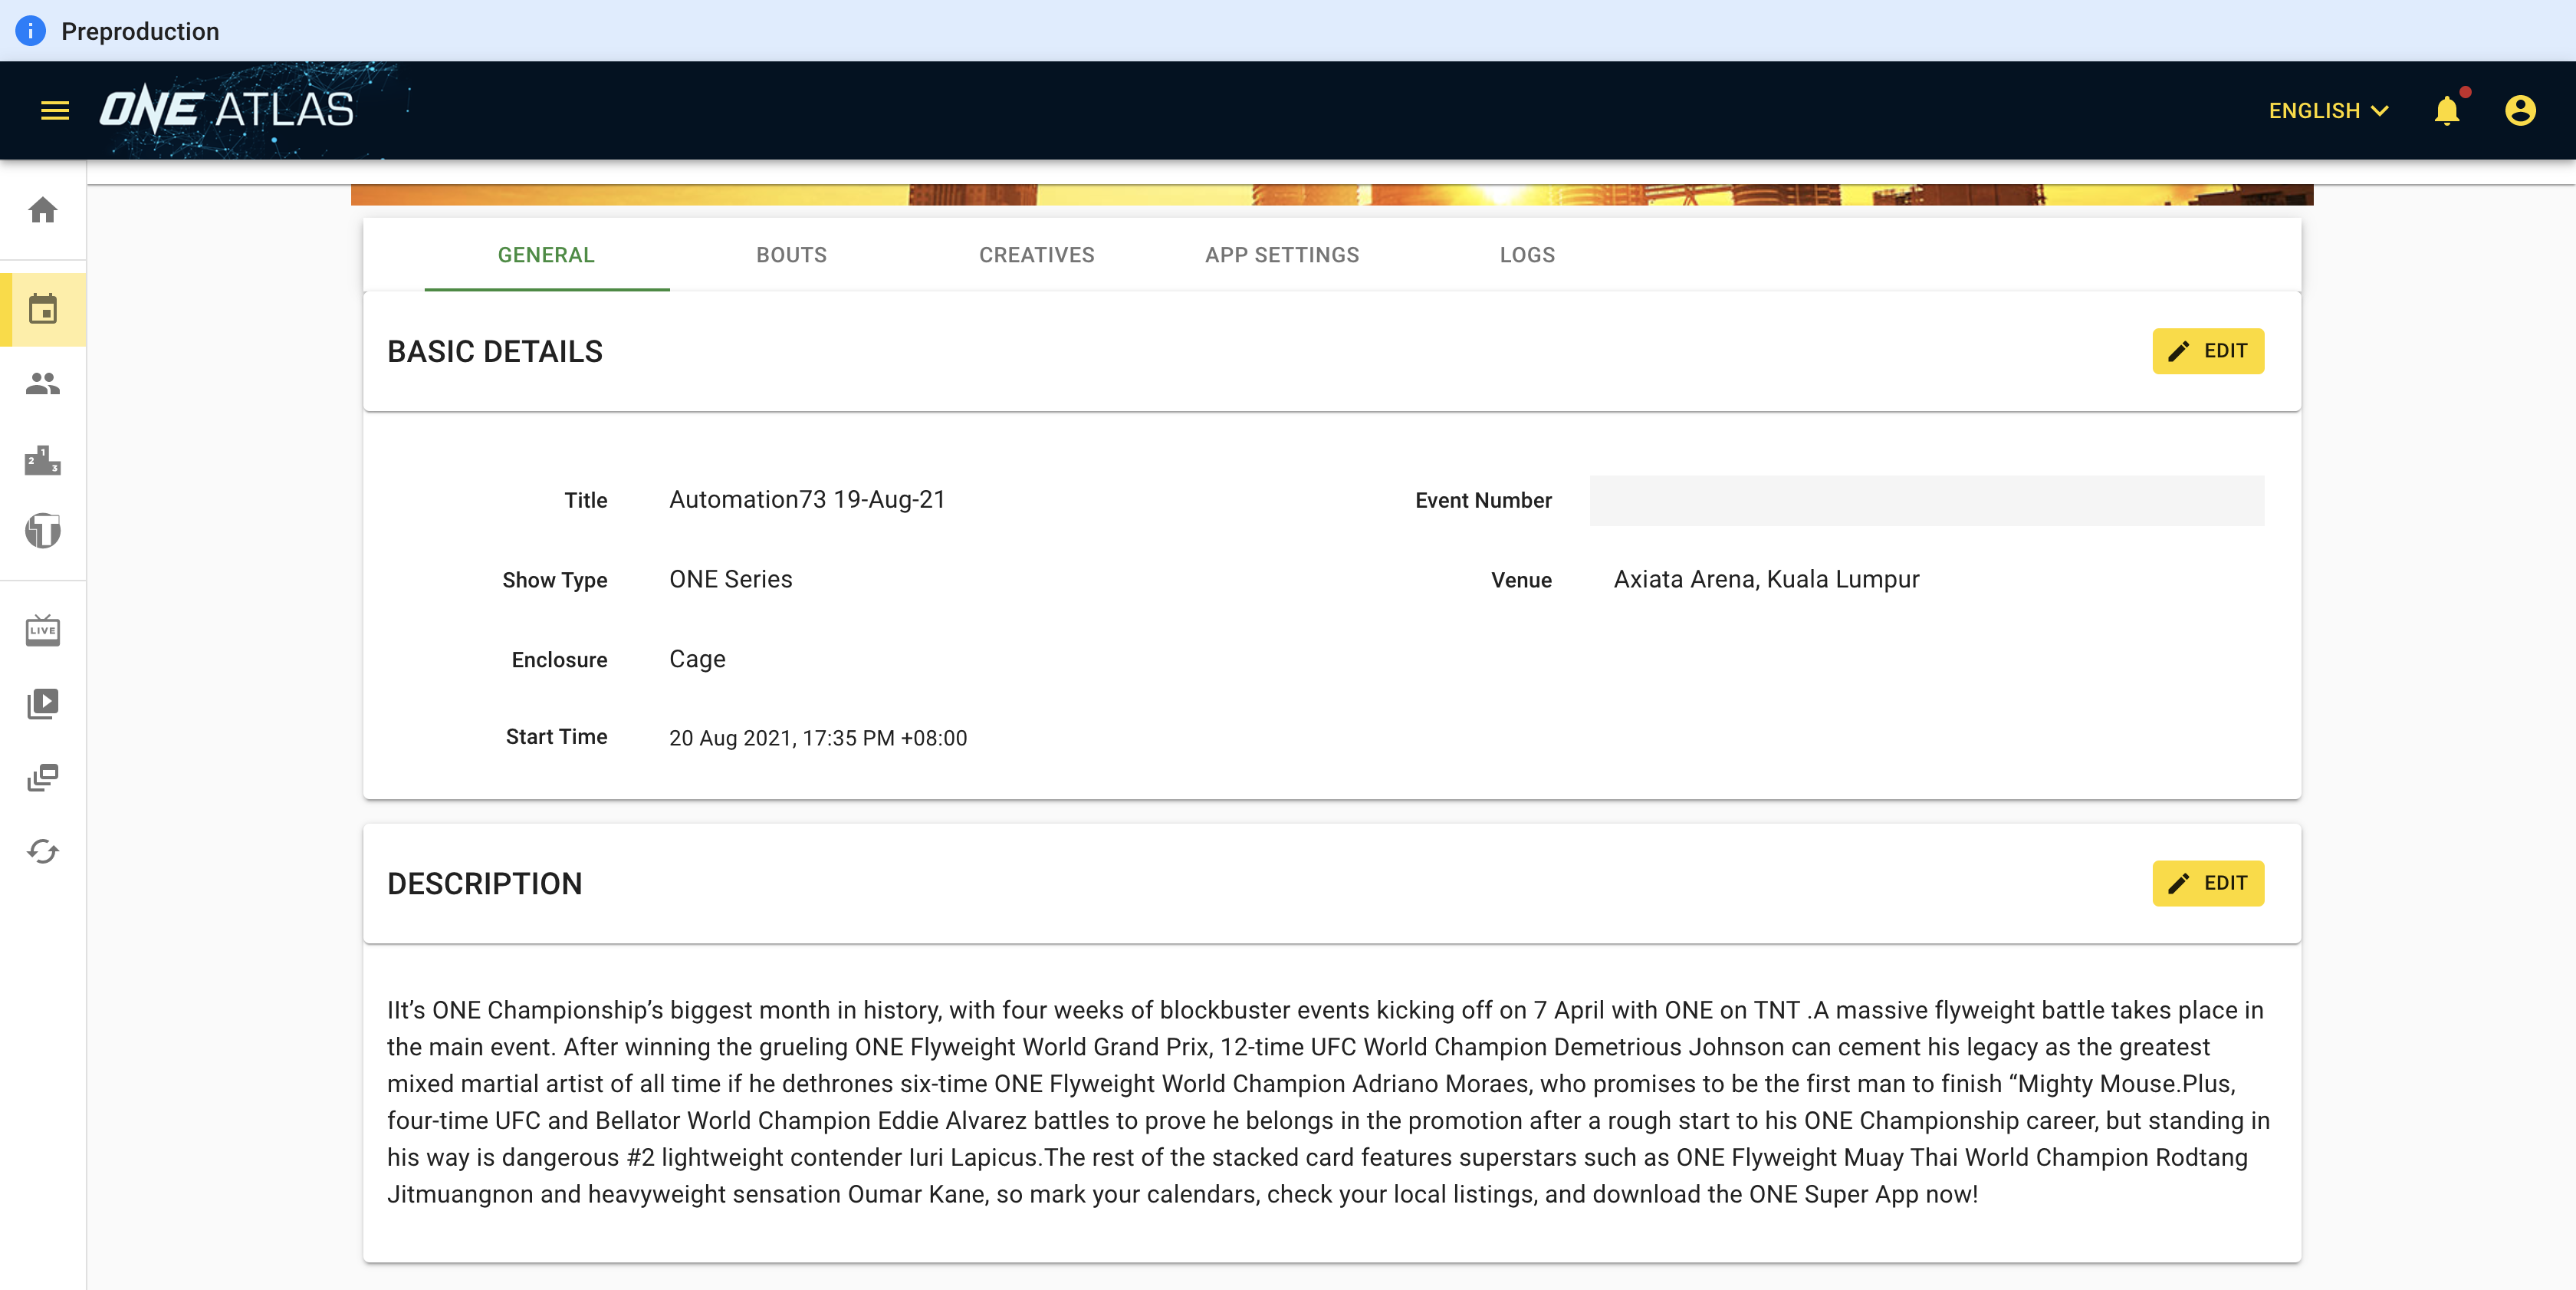 Preproduction
ONE ATLAS
ENGLISH
GENERAL
BOUTS
CREATIVES
APP SETTINGS
LOGS
BASIC DETAILS
EDIT
Title
Automation73 19-Aug-21
Event Number
Show Type
ONE Series
Venue
Axiata Arena, Kuala Lumpur
Enclosure
Cage
Start Time
20 Aug 2021, 17:35 PM +08:00
LIVE
DESCRIPTION
EDIT
IIt’s ONE Championship’s biggest month in history, with four weeks of blockbuster events kicking off on 7 April with ONE on TNT .A massive flyweight battle takes place in
the main event. After winning the grueling ONE Flyweight World Grand Prix, 12-time UFC World Champion Demetrious Johnson can cement his legacy as the greatest
mixed martial artist of all time if he dethrones six-time ONE Flyweight World Champion Adriano Moraes, who promises to be the first man to finish “Mighty Mouse.Plus,
four-time UFC and Bellator World Champion Eddie Alvarez battles to prove he belongs in the promotion after a rough start to his ONE Championship career, but standing in
his way is dangerous #2 lightweight contender Iuri Lapicus.The rest of the stacked card features superstars such as ONE Flyweight Muay Thai World Champion Rodtang
Jitmuangnon and heavyweight sensation Oumar Kane, so mark your calendars, check your local listings, and download the ONE Super App now!